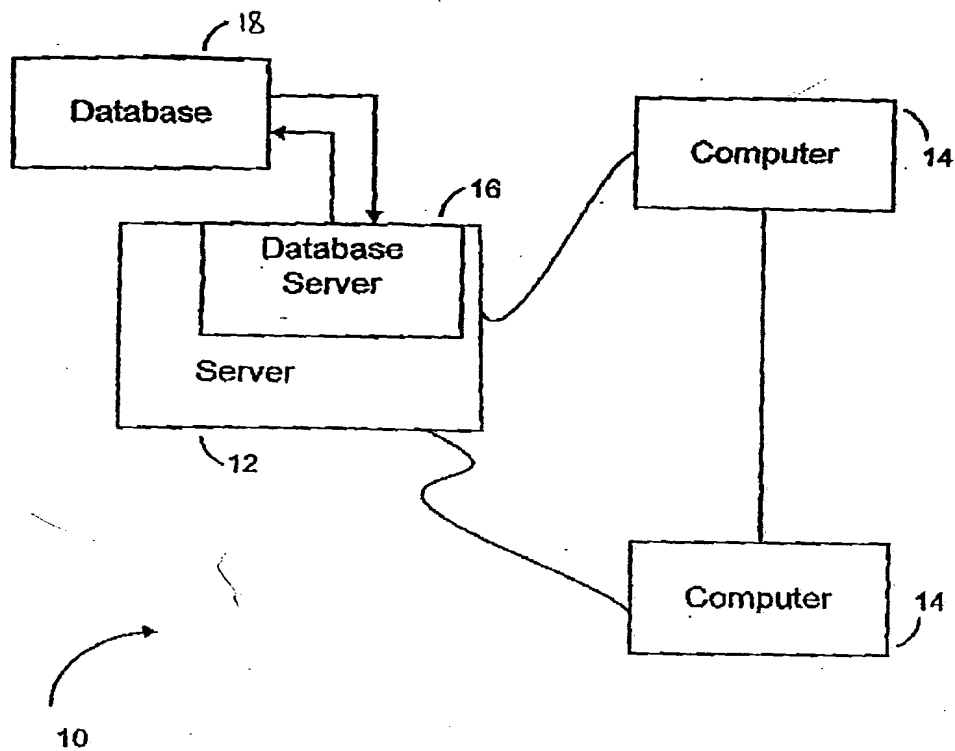 18
Database
Computer
14
16
Database
Server
Server
12
Computer
14
10